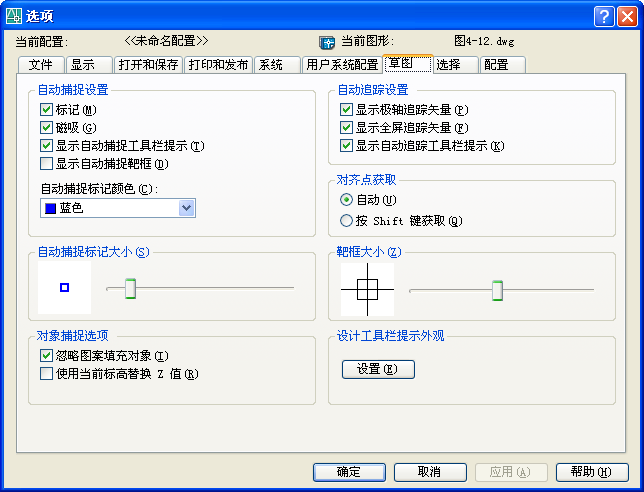 选项
当前配置: <<未命名配置>> 当前图形: 图4-12.dwg
文件 显示 打开和保存 打印和发布 系统 用户系统配置 草图 选择 配置
自动捕捉设置
标记(M)
磁吸(G)
显示自动捕捉工具栏提示(T)
显示自动捕捉靶框(D)
自动捕捉标记颜色(C):
蓝色
自动追踪设置
显示极轴追踪矢量(P)
显示全屏追踪矢量(F)
显示自动追踪工具栏提示(K)
对齐点获取
自动(U)
按 Shift 键获取(Q)
自动捕捉标记大小(S)
靶框大小(Z)
对象捕捉选项
忽略图案填充对象(I)
使用当前标高替换 Z 值(R)
设计工具栏提示外观
设置(E)
确定 取消 应用(A) 帮助(H)